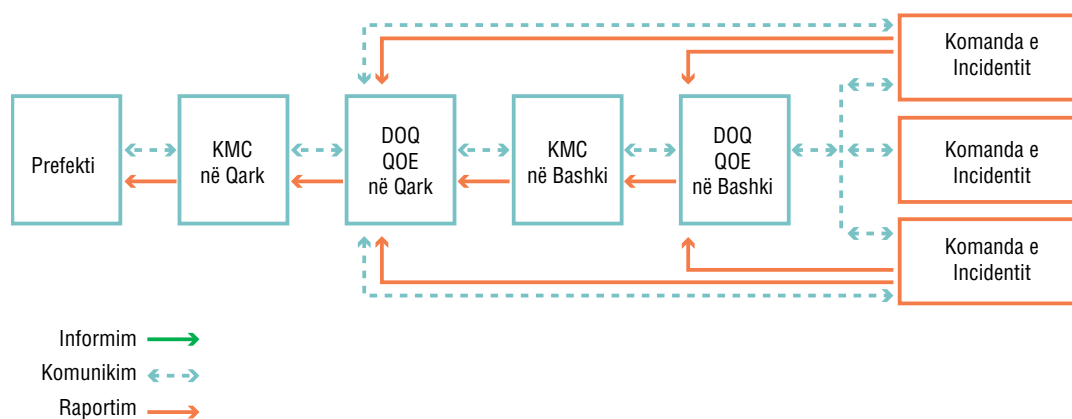 Prefekti
KMC
në Qark
DOQ
QOE
në Qark
KMC
në Bashki
DOQ
QOE
në Bashki
Komanda e
Incidentit
Komanda e
Incidentit
Komanda e
Incidentit
Informim
Komunikim
Raportim